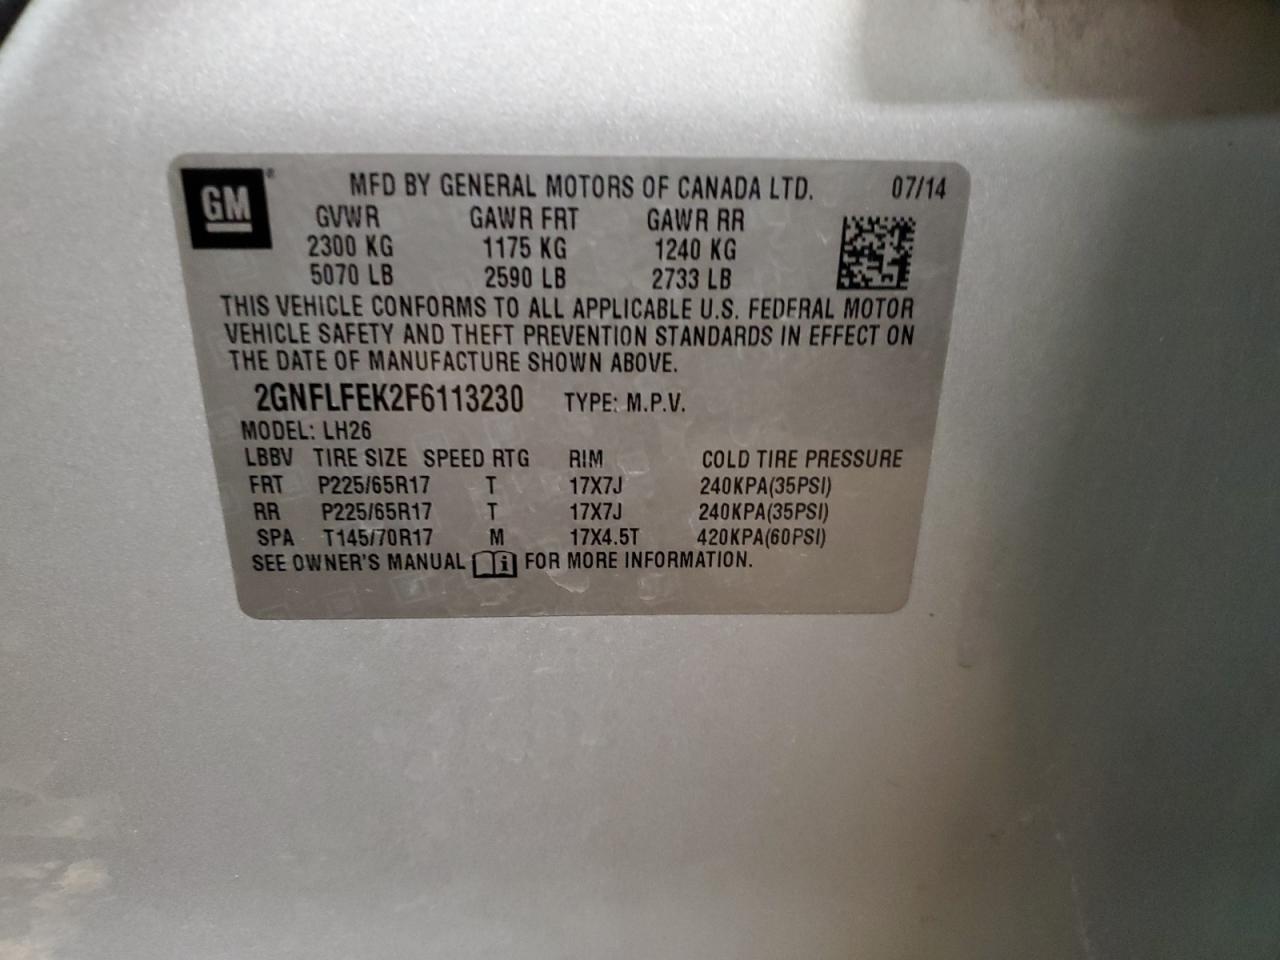 GM ® MFD BY GENERAL MOTORS OF CANADA LTD. 07/14
GVWR GAWR FRT GAWR RR
2300 KG 1175 KG 1240 KG
5070 LB 2590 LB 2733 LB
THIS VEHICLE CONFORMS TO ALL APPLICABLE U.S. FEDERAL MOTOR
VEHICLE SAFETY AND THEFT PREVENTION STANDARDS IN EFFECT ON
THE DATE OF MANUFACTURE SHOWN ABOVE.
2GNFLFEK2F6113230 TYPE: M.P.V.
MODEL: LH26
LBBV TIRE SIZE SPEED RTG RIM COLD TIRE PRESSURE
FRT P225/65R17 T 17X7J 240KPA(35PSI)
RR P225/65R17 T 17X7J 240KPA(35PSI)
SPA T145/70R17 M 17X4.5T 420KPA(60PSI)
SEE OWNER'S MANUAL i FOR MORE INFORMATION.